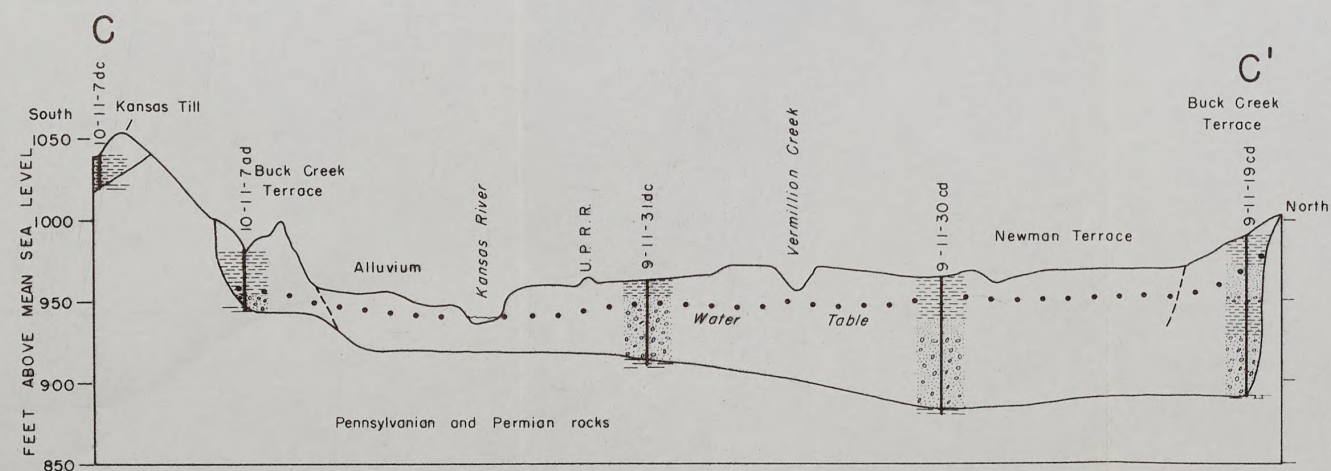 C
C'
South
North
Kansas Till
10-11-7dc
10-11-7ad
Buck Creek
Terrace
Alluvium
Kansas River
U.P.R.R.
9-11-31dc
Vermillion Creek
9-11-30cd
Newman Terrace
Buck Creek
Terrace
9-11-19cd
Water Table
Pennsylvanian and Permian rocks
FEET ABOVE MEAN SEA LEVEL
1050
1000
950
900
850